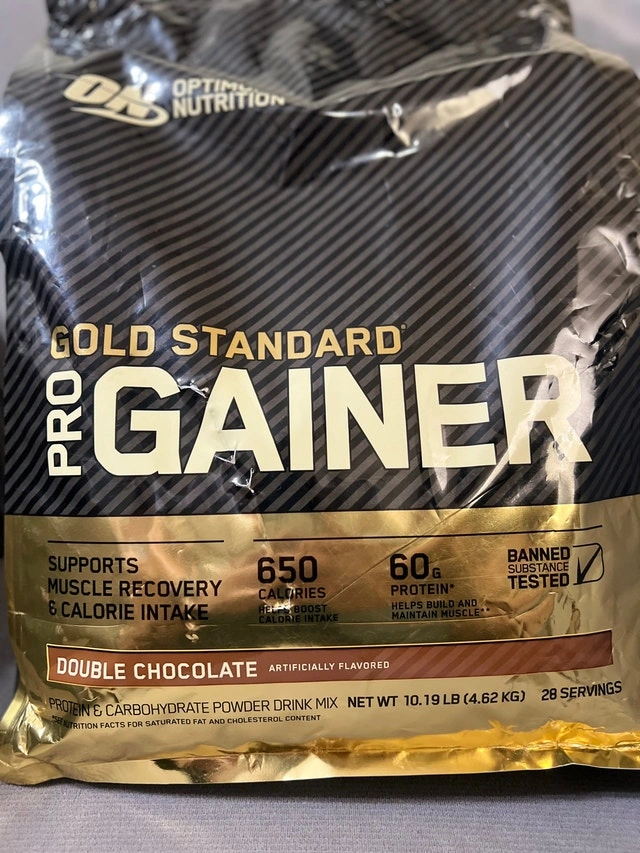 ON
OPTIMUM
NUTRITION
GOLD STANDARD®
PRO
GAINER
SUPPORTS
MUSCLE RECOVERY
& CALORIE INTAKE
650
CALORIES
HELPS BOOST
CALORIE INTAKE
60G
PROTEIN*
HELPS BUILD AND
MAINTAIN MUSCLE**
BANNED
SUBSTANCE
TESTED
DOUBLE CHOCOLATE ARTIFICIALLY FLAVORED
PROTEIN & CARBOHYDRATE POWDER DRINK MIX NET WT 10.19 LB (4.62 KG) 28 SERVINGS
*SEE NUTRITION FACTS FOR SATURATED FAT AND CHOLESTEROL CONTENT